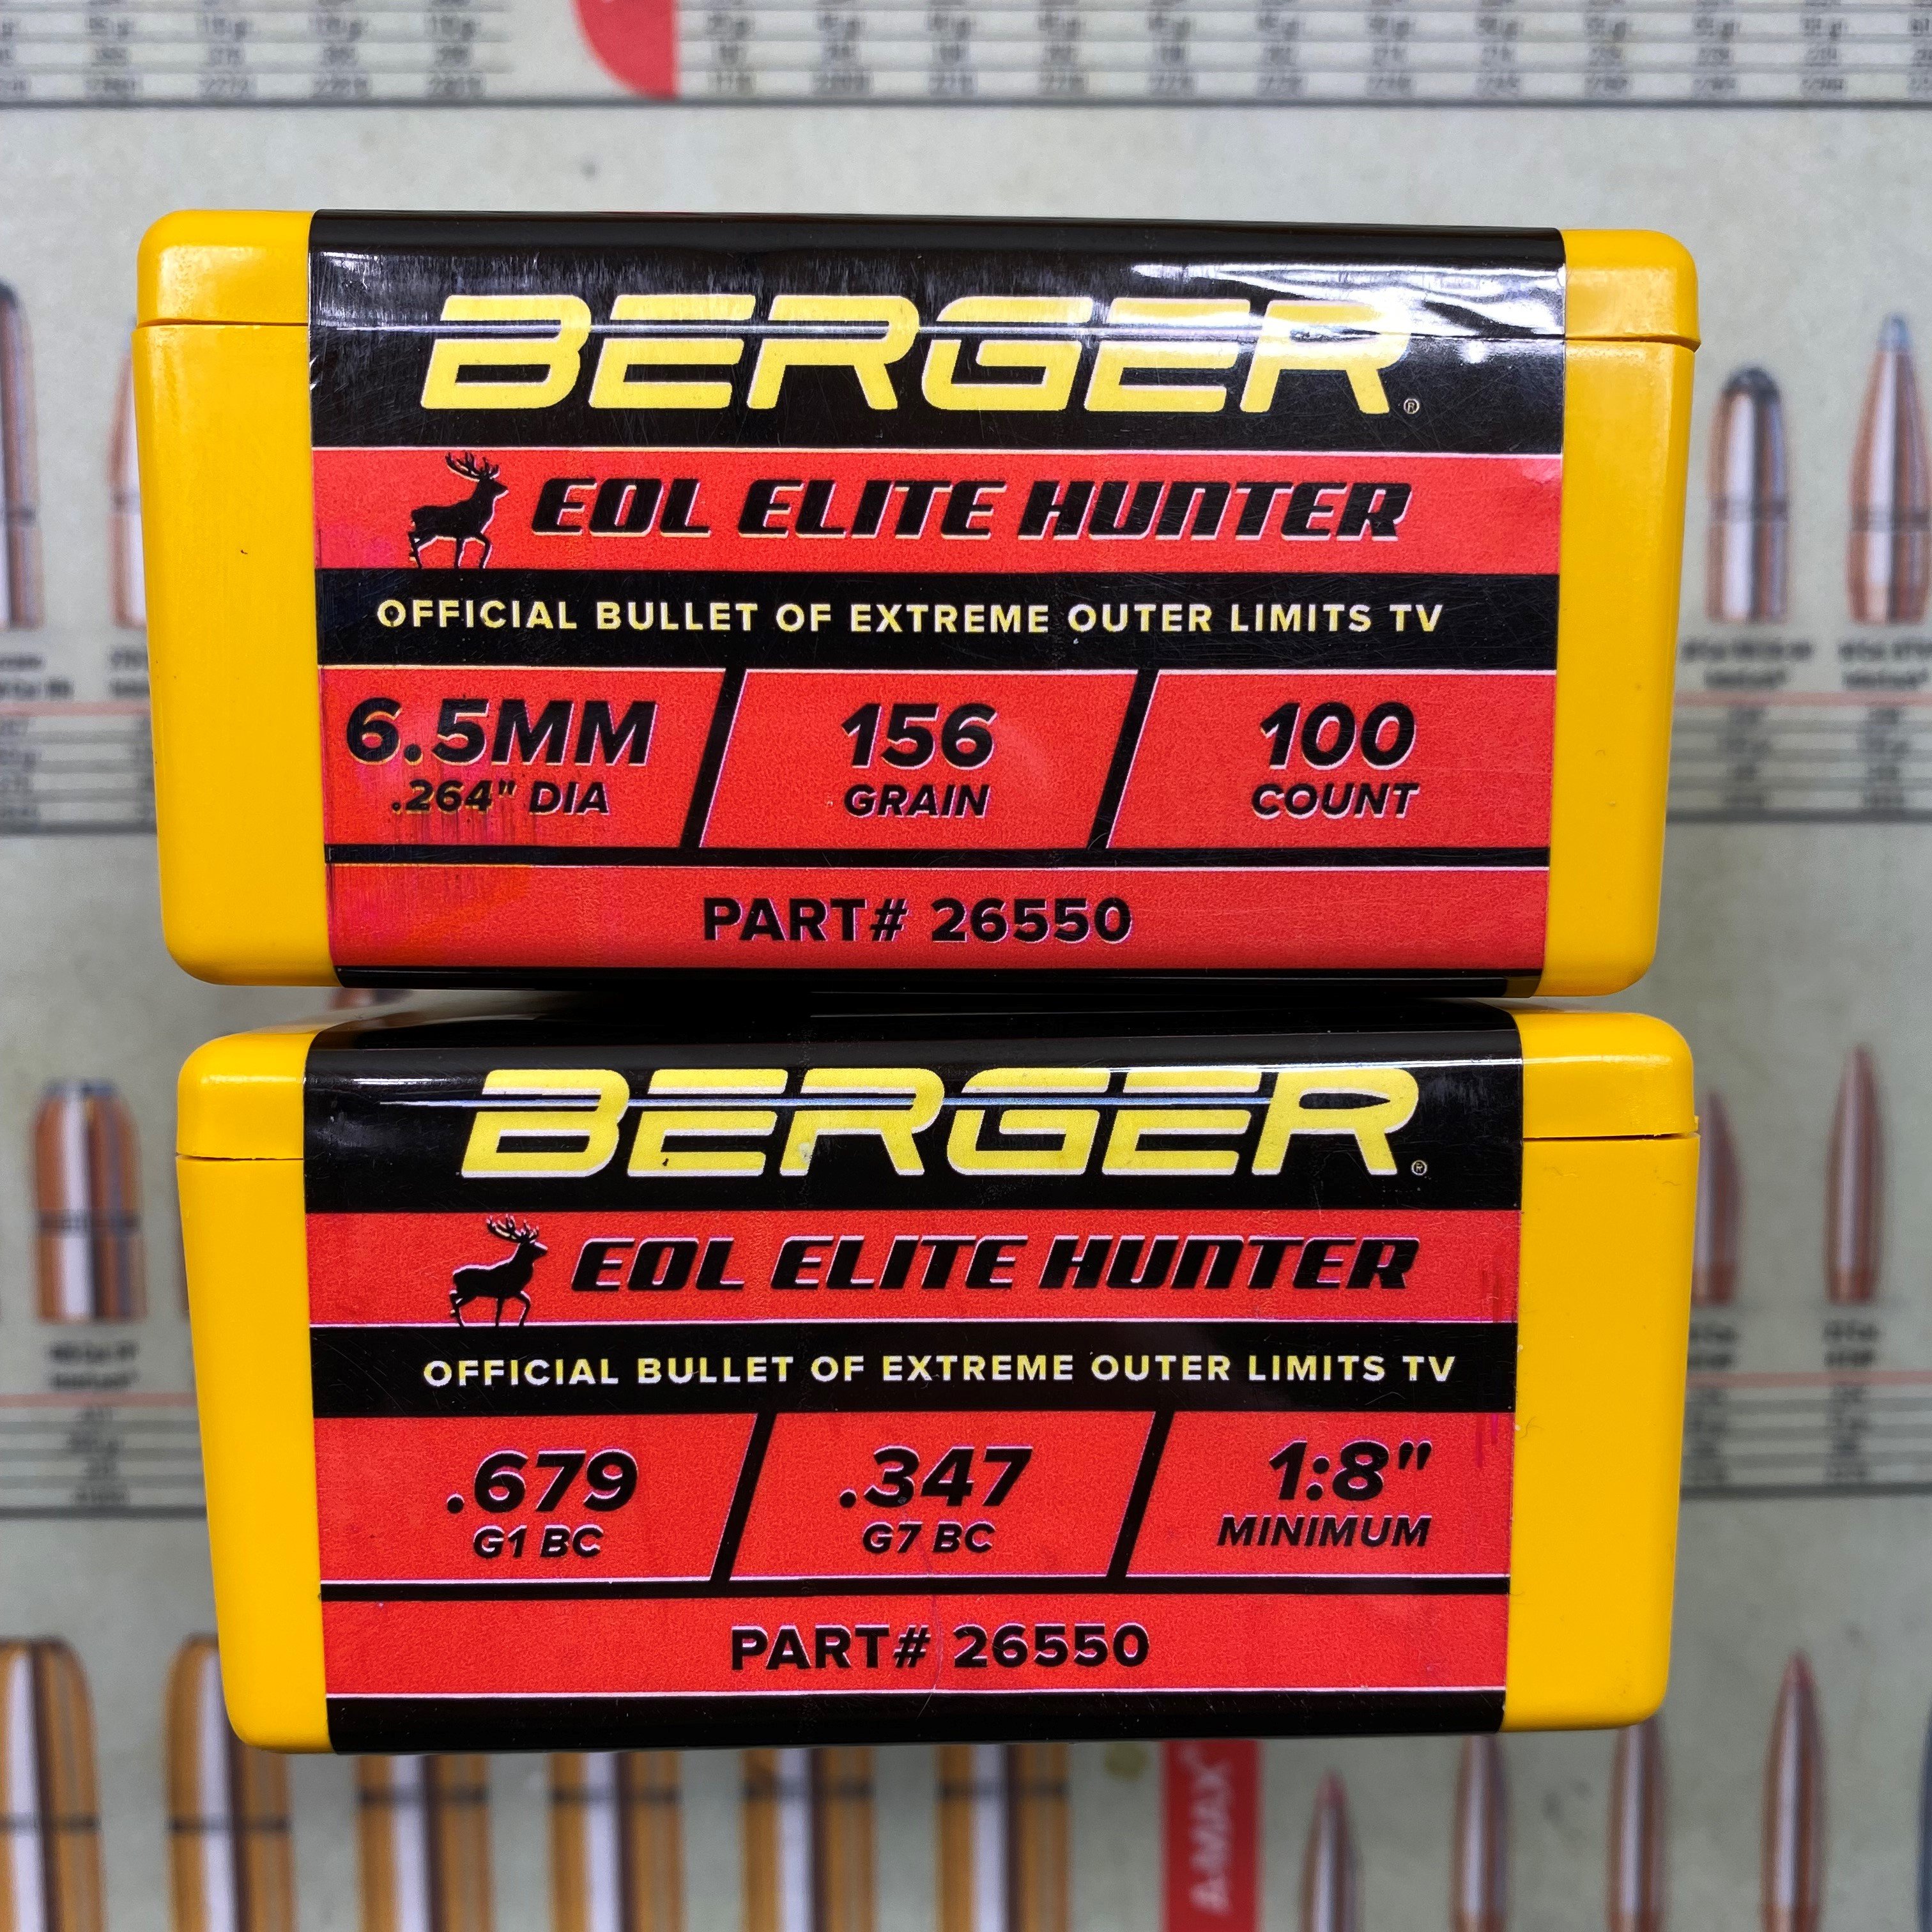 BERGER®
EOL ELITE HUNTER
OFFICIAL BULLET OF EXTREME OUTER LIMITS TV
6.5MM 156 100
.264" DIA GRAIN COUNT
PART# 26550
BERGER®
EOL ELITE HUNTER
OFFICIAL BULLET OF EXTREME OUTER LIMITS TV
.679 .347 1:8"
G1 BC G7 BC MINIMUM
PART# 26550
A-MAX